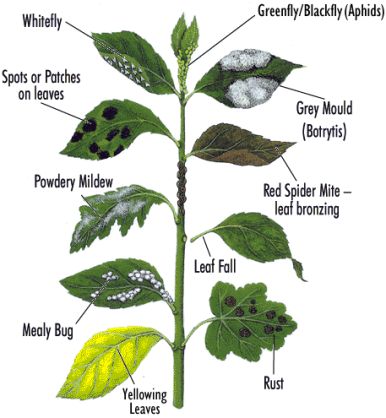 Whitefly
Greenfly/Blackfly (Aphids)
Spots or Patches
on leaves
Grey Mould
(Botrytis)
Powdery Mildew
Red Spider Mite –
leaf bronzing
Leaf Fall
Mealy Bug
Rust
Yellowing
Leaves